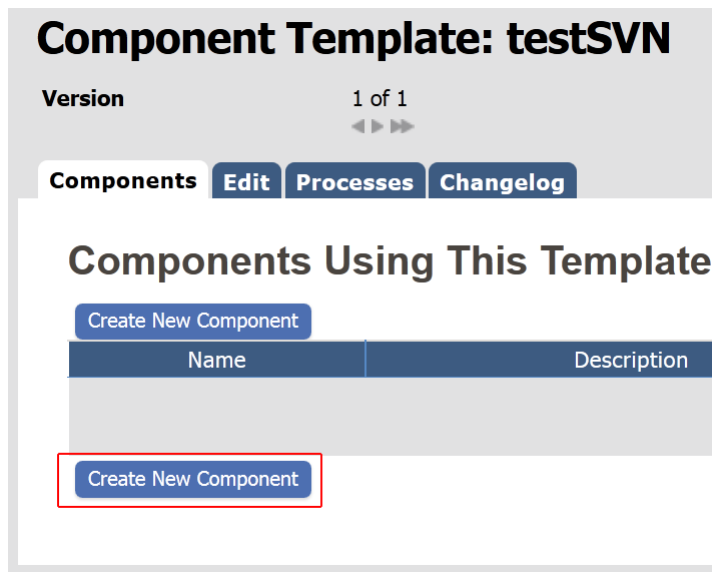 Component Template: testSVN
Version 1 of 1
Components Edit Processes Changelog
Components Using This Template
Create New Component
Name Description
Create New Component